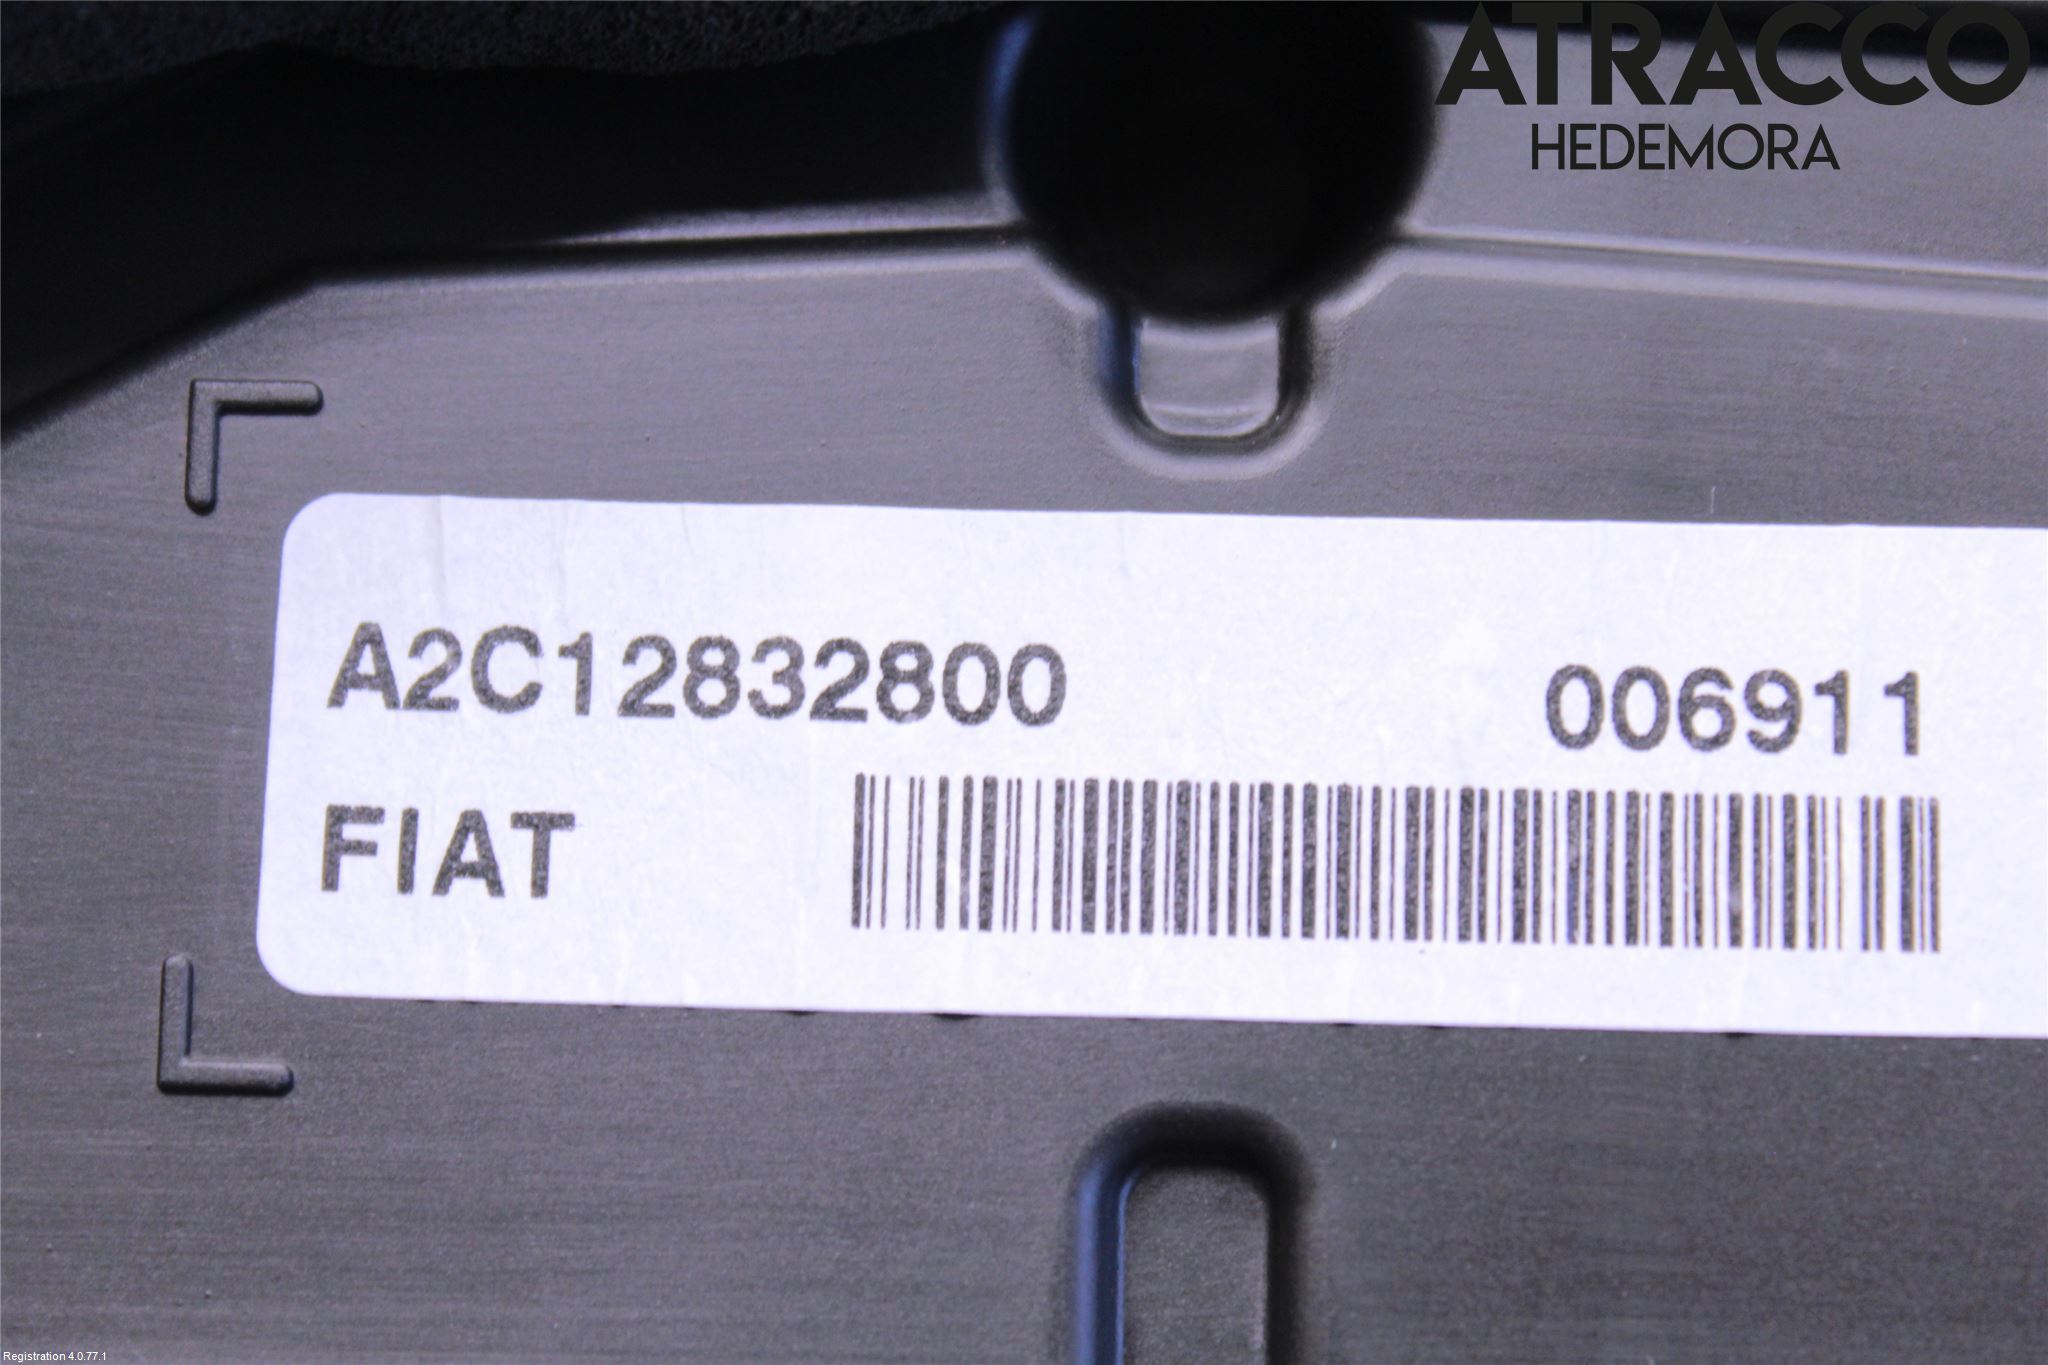 ATRACCO
HEDEMORA
A2C12832800 006911
FIAT
Registration 4.0.77.1